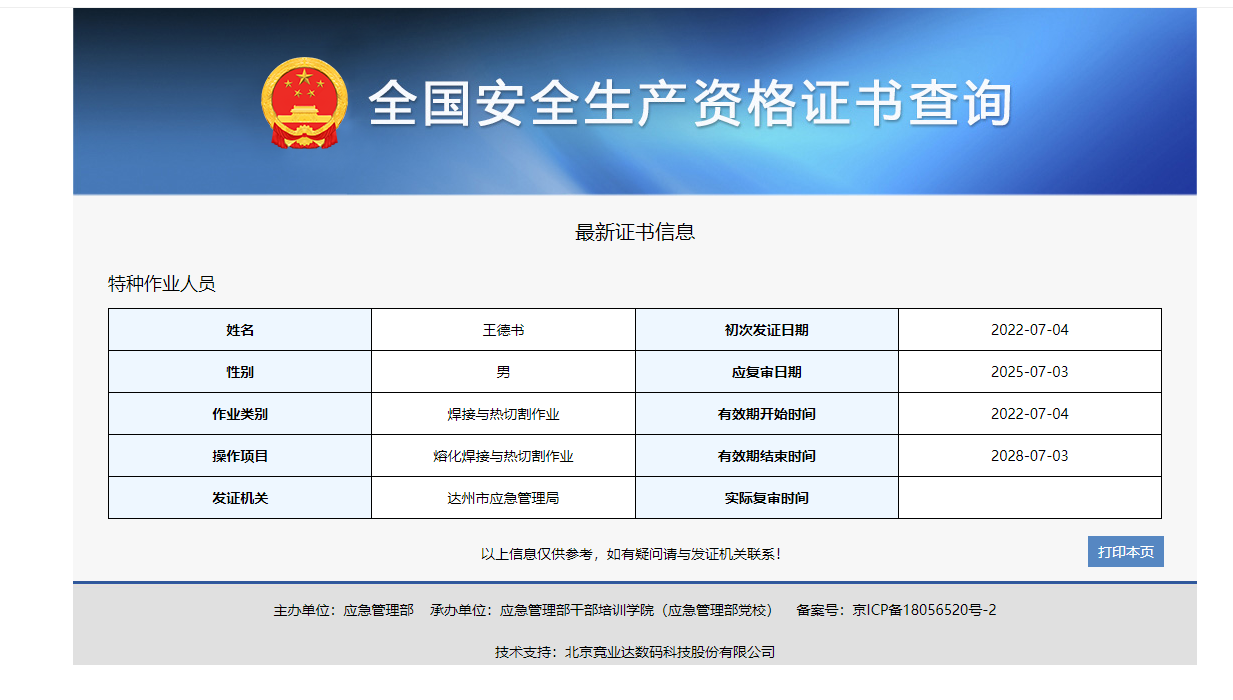 全国安全生产资格证书查询
最新证书信息
特种作业人员
姓名 王德书 初次发证日期 2022-07-04
性别 男 应复审日期 2025-07-03
作业类别 焊接与热切割作业 有效期开始时间 2022-07-04
操作项目 熔化焊接与热切割作业 有效期结束时间 2028-07-03
发证机关 达州市应急管理局 实际复审时间
以上信息仅供参考，如有疑问请与发证机关联系！
打印本页
主办单位：应急管理部 承办单位：应急管理部干部培训学院（应急管理部党校） 备案号：京ICP备18056520号-2
技术支持：北京竟业达数码科技股份有限公司